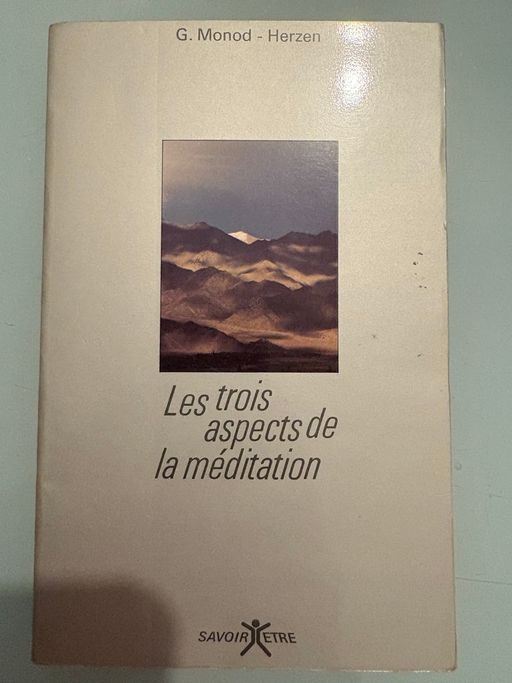 G. Monod - Herzen
Les trois
aspects de
la méditation
SAVOIR ETRE